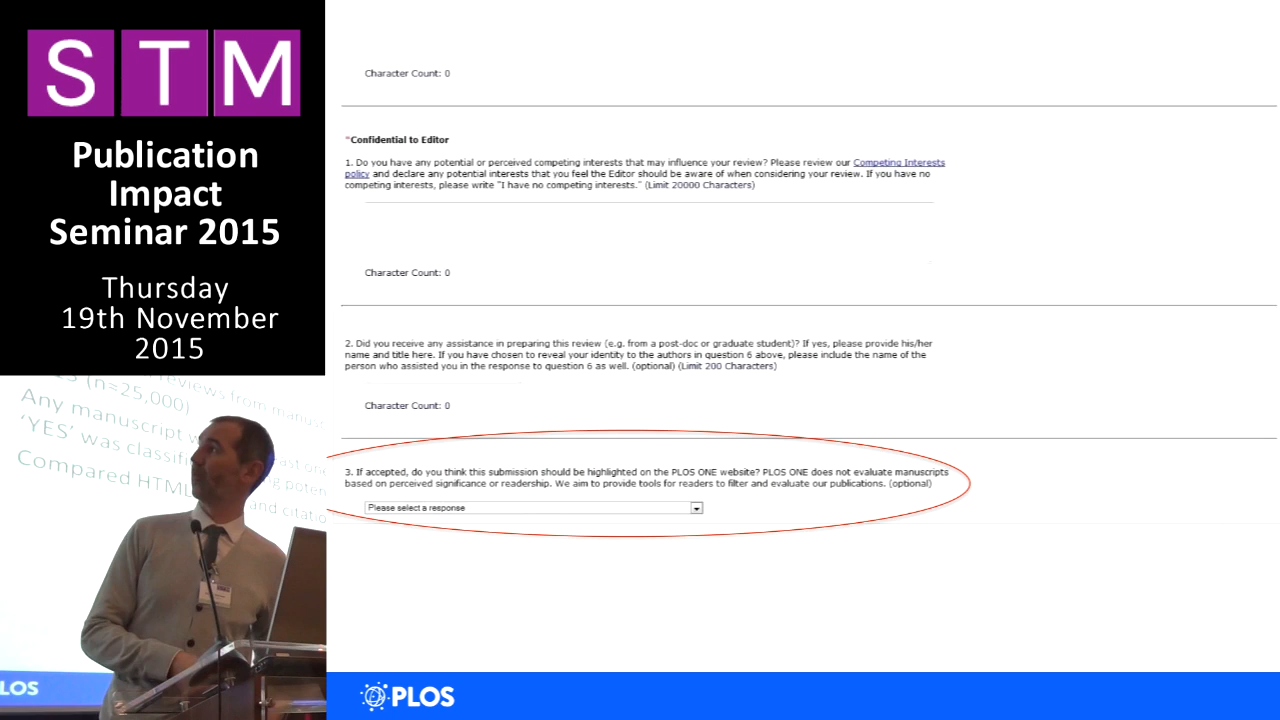 STM
Publication
Impact
Seminar 2015
Thursday
19th November
2015
reviews from manus
(n=25,000)
Any manuscript
'YES' was classifi
Compared HTML
and citatio
PLOS
Character Count: 0
*Confidential to Editor
1. Do you have any potential or perceived competing interests that may influence your review? Please review our Competing Interests
policy and declare any potential interests that you feel the Editor should be aware of when considering your review. If you have no
competing interests, please write "I have no competing interests." (Limit 20000 Characters)
Character Count: 0
2. Did you receive any assistance in preparing this review (e.g. from a post-doc or graduate student)? If yes, please provide his/her
name and title here. If you have chosen to reveal your identity to the authors in question 6 above, please include the name of the
person who assisted you in the response to question 6 as well. (optional) (Limit 200 Characters)
Character Count: 0
3. If accepted, do you think this submission should be highlighted on the PLOS ONE website? PLOS ONE does not evaluate manuscripts
based on perceived significance or readership. We aim to provide tools for readers to filter and evaluate our publications. (optional)
Please select a response
PLOS